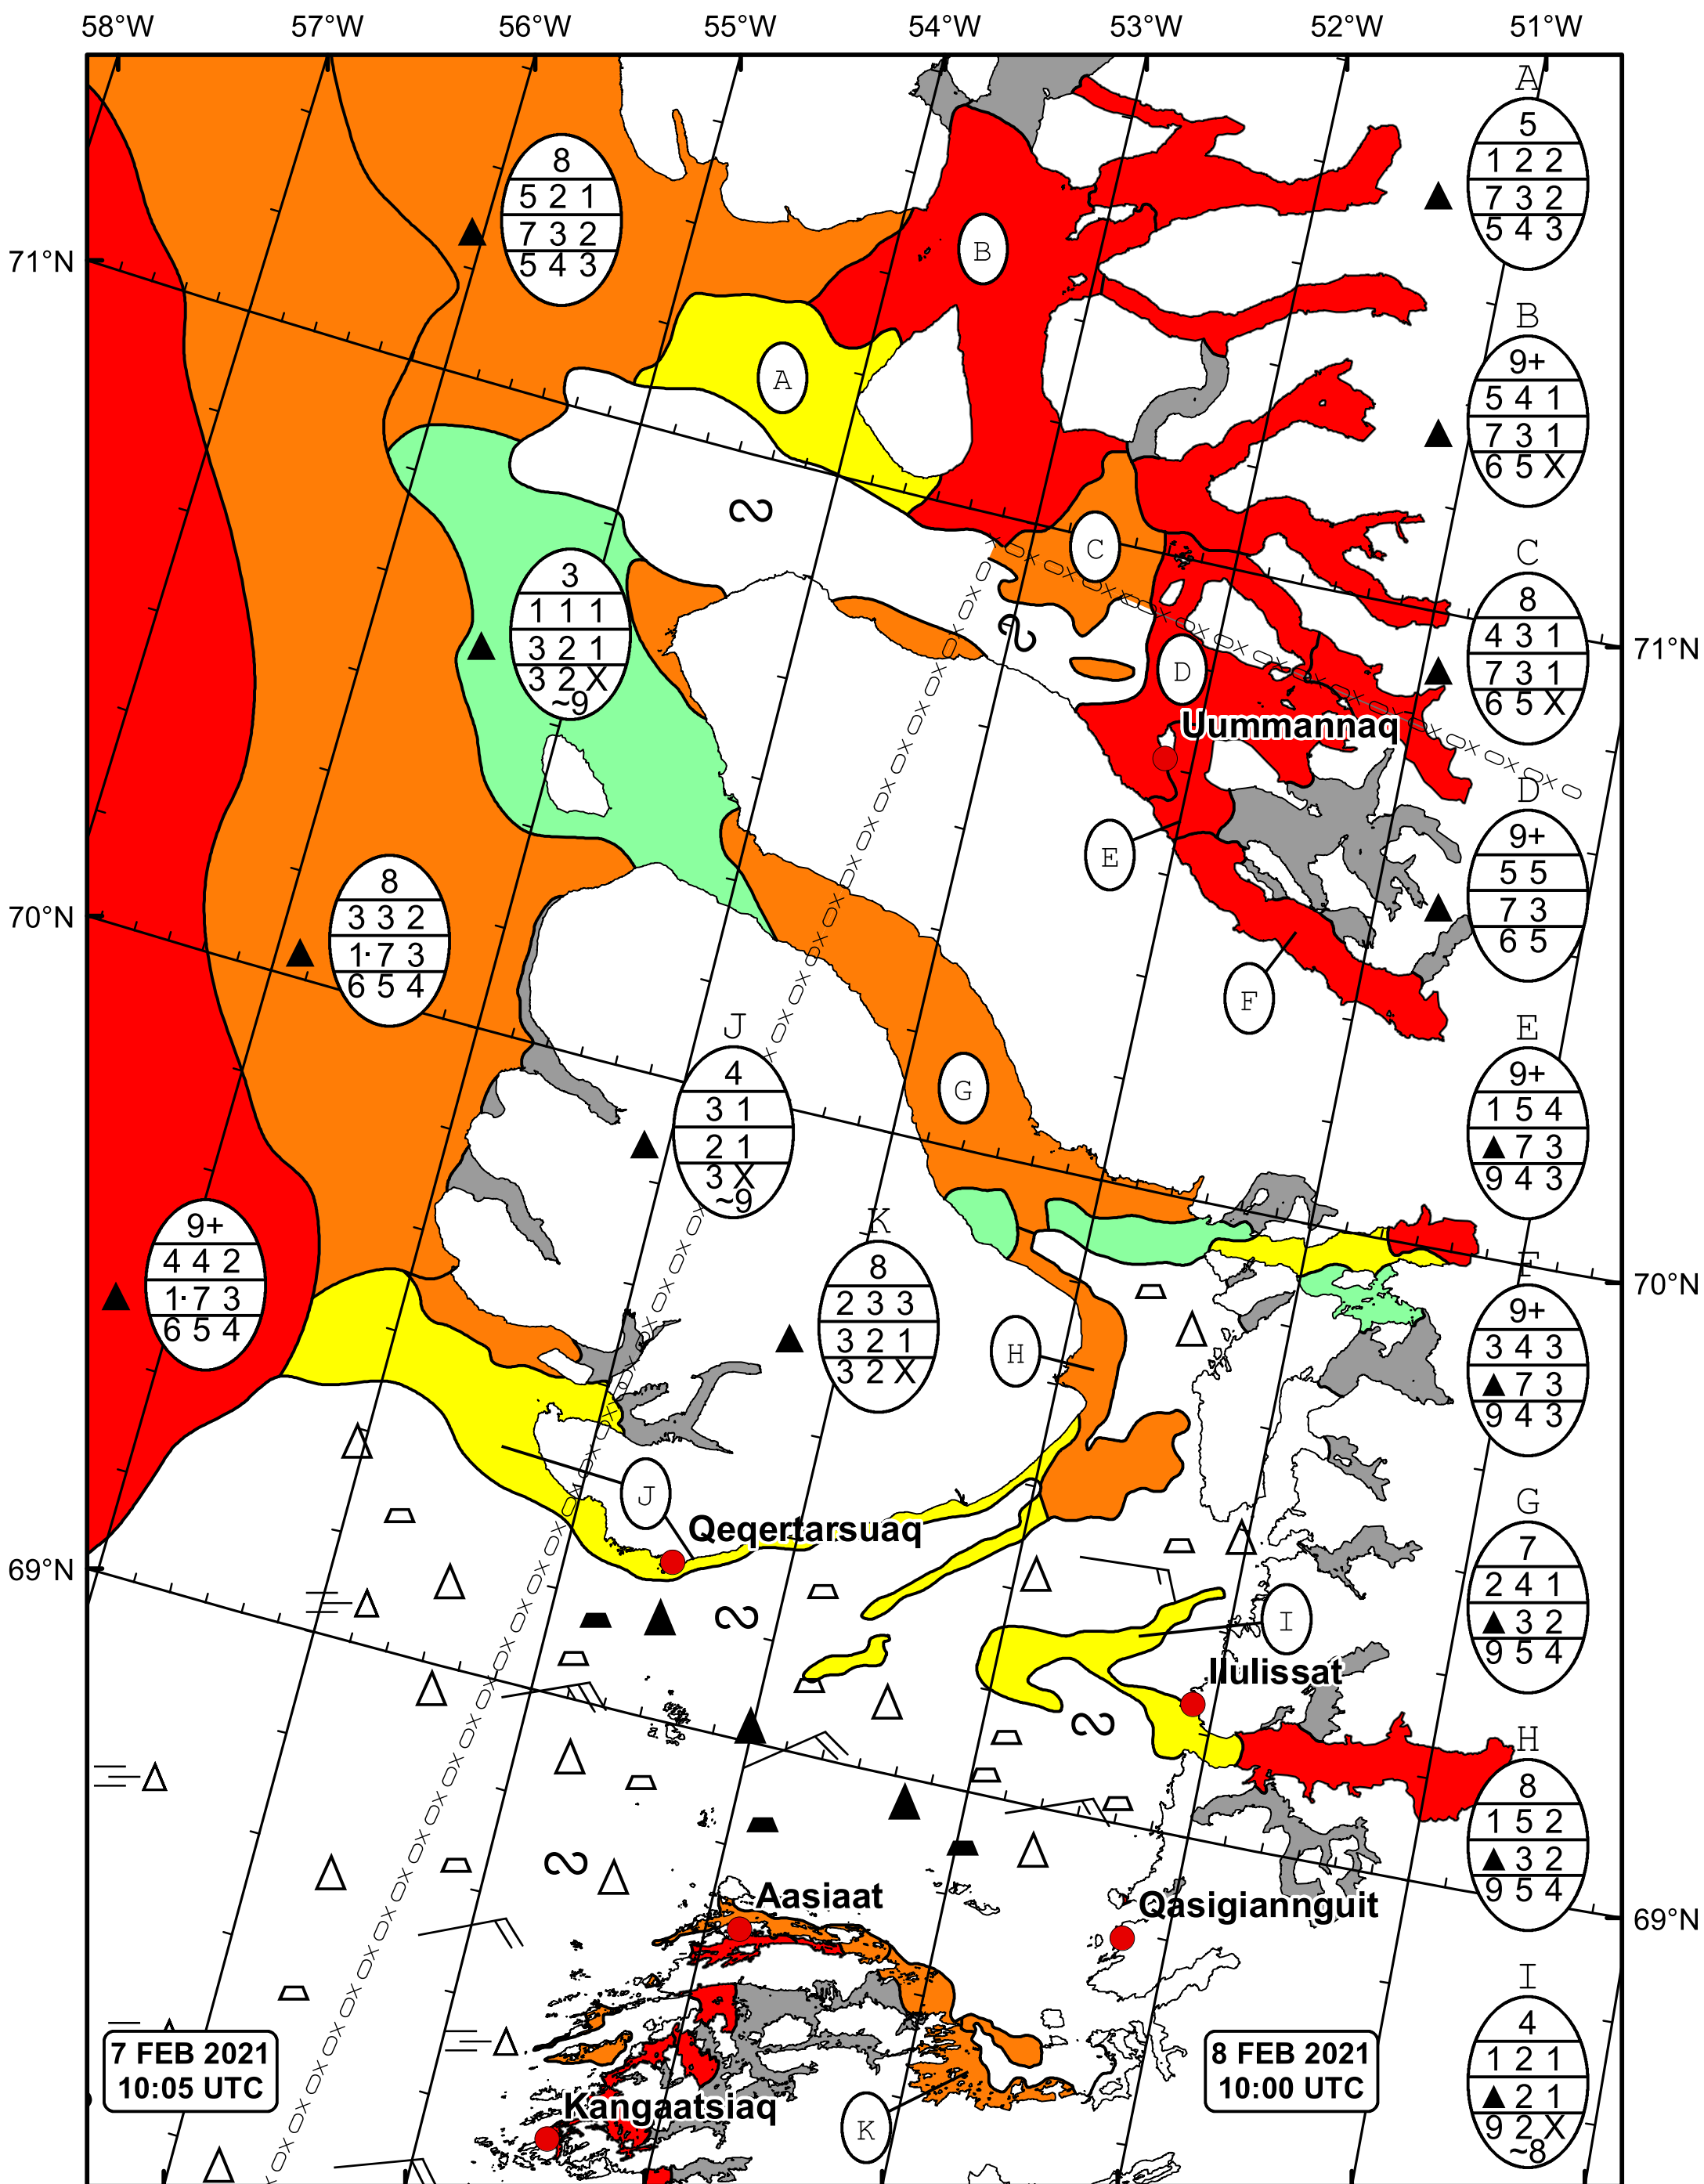 58°W 57°W 56°W 55°W 54°W 53°W 52°W 51°W
A
5
1 2 2
7 3 2
5 4 3
8
5 2 1
7 3 2
5 4 3
B
71°N
B
9+
5 4 1
7 3 1
6 5 X
A
C
C
8
4 3 1
7 3 1
6 5 X
3
1 1 1
3 2 1
3 2 X
~9
71°N
D
Uummannaq
D
9+
5 5
7 3
6 5
E
8
3 3 2
1· 7 3
6 5 4
70°N
F
J
4
3 1
2 1
3 X
~9
E
9+
1 5 4
▲ 7 3
9 4 3
G
9+
4 4 2
1· 7 3
6 5 4
K
8
2 3 3
3 2 1
3 2 X
F
9+
3 4 3
▲ 7 3
9 4 3
70°N
H
J
G
7
2 4 1
▲ 3 2
9 5 4
Qeqertarsuaq
69°N
I
Ilulissat
H
8
1 5 2
▲ 3 2
9 5 4
Aasiaat
Qasigiannguit
69°N
I
4
1 2 1
▲ 2 1
9 2 X
~8
7 FEB 2021
10:05 UTC
8 FEB 2021
10:00 UTC
Kangaatsiaq
K